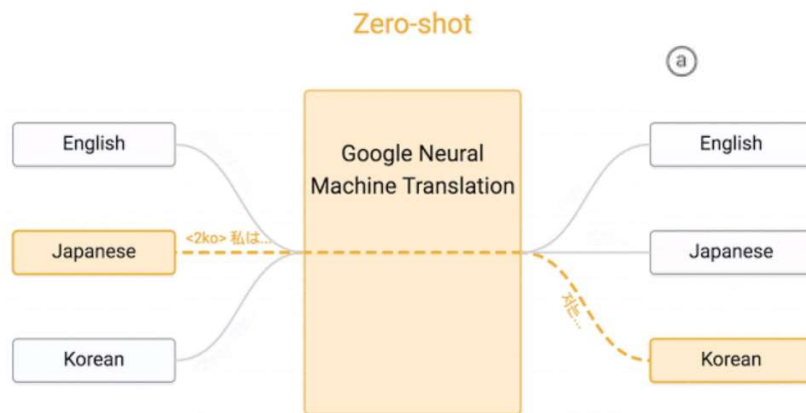 Zero-shot
ⓐ
English
English
Google Neural
Machine Translation
Japanese
<2ko> 私は...
Japanese
저는...
Korean
Korean